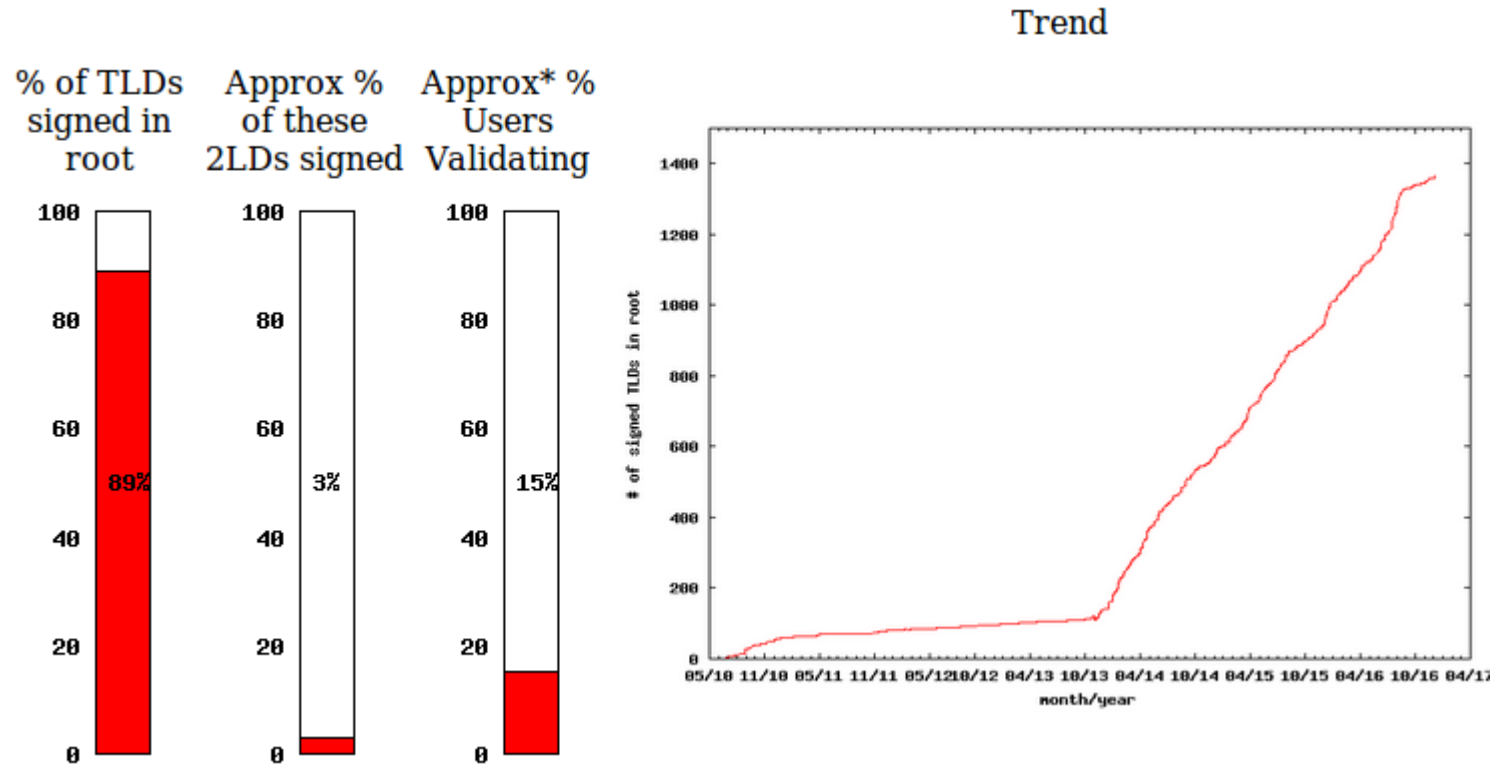 Trend
% of TLDs
signed in
root
Approx %
of these
2LDs signed
Approx* %
Users
Validating
100
80
60
40
20
0
89%
100
80
60
40
20
0
3%
100
80
60
40
20
0
15%
# of signed TLDs in root
1400
1200
1000
800
600
400
200
0
05/10 11/10 05/11 11/11 05/12 10/12 04/13 10/13 04/14 10/14 04/15 10/15 04/16 10/16 04/17
month/year